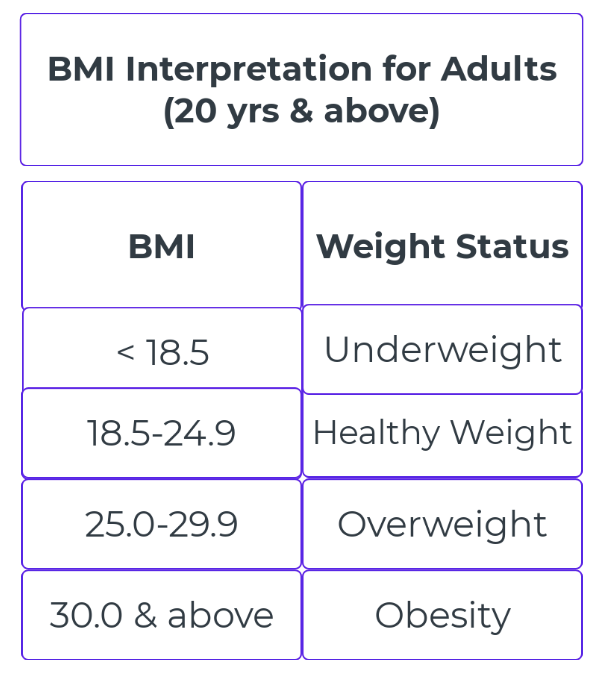 BMI Interpretation for Adults
(20 yrs & above)
BMI Weight Status
< 18.5 Underweight
18.5-24.9 Healthy Weight
25.0-29.9 Overweight
30.0 & above Obesity